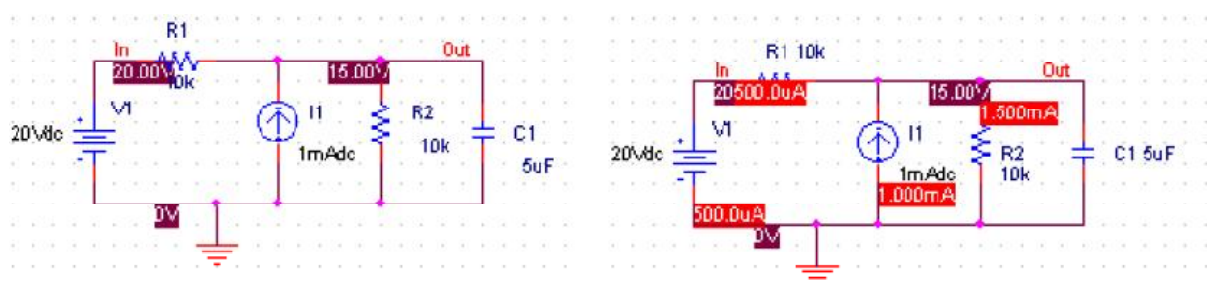 R1
In
Out
20.00V
10k
15.00V
V1
I1
R2
20Vdc
1mAdc
10k
C1
5uF
0V
R1 10k
In
Out
20
500.0uA
15.00V
1.500mA
V1
I1
20Vdc
R2
C1 5uF
1mAdc
10k
1.000mA
500.0uA
0V